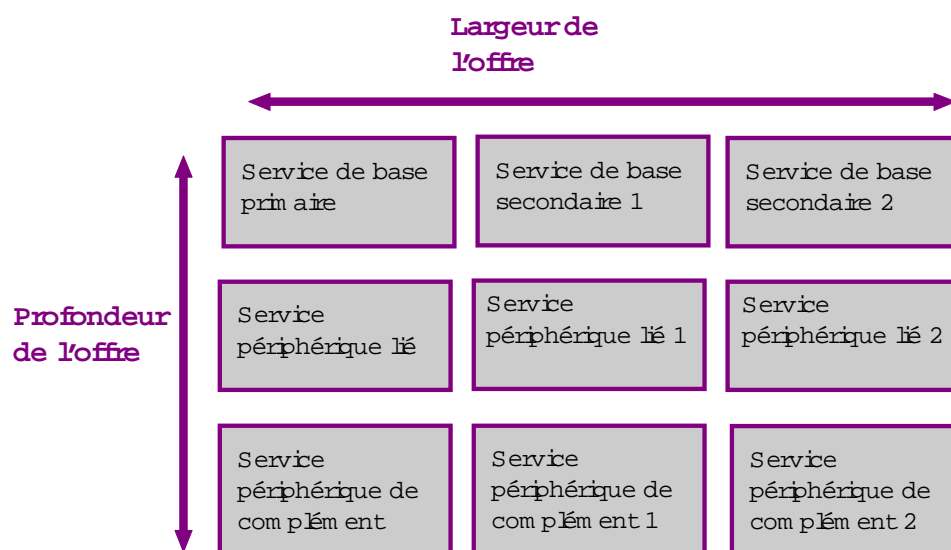 Largeur de
l'offre
Service de base
primaire
Service de base
secondaire 1
Service de base
secondaire 2
Profondeur
de l'offre
Service
périphérique lié
Service
périphérique lié 1
Service
périphérique lié 2
Service
périphérique de
complément
Service
périphérique de
complément 1
Service
périphérique de
complément 2